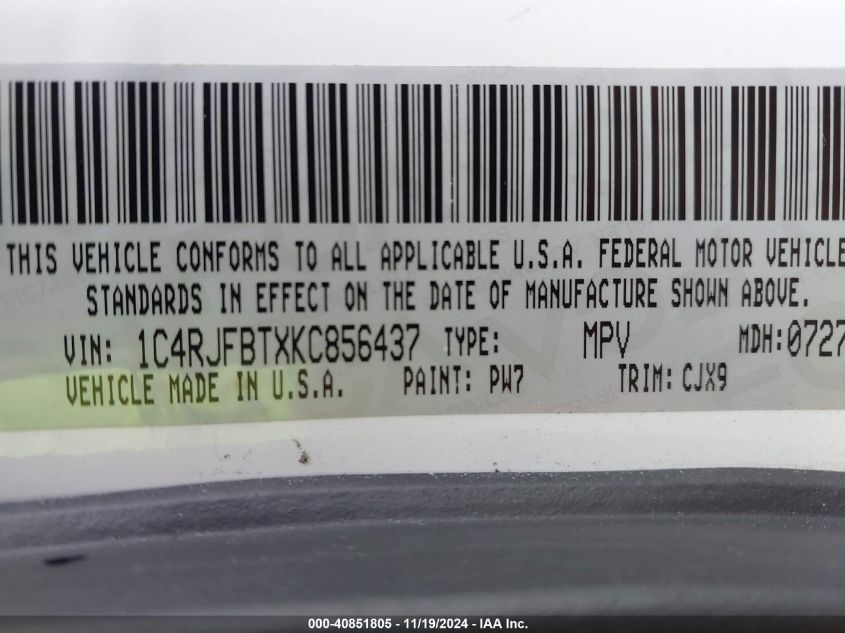 THIS VEHICLE CONFORMS TO ALL APPLICABLE U.S.A. FEDERAL MOTOR VEHICLE
STANDARDS IN EFFECT ON THE DATE OF MANUFACTURE SHOWN ABOVE.
VIN: 1C4RJFBTXKC856437 TYPE: MPV MDH:0727
VEHICLE MADE IN U.S.A. PAINT: PW7 TRIM: CJX9
000-40851805 - 11/19/2024 - IAA Inc.